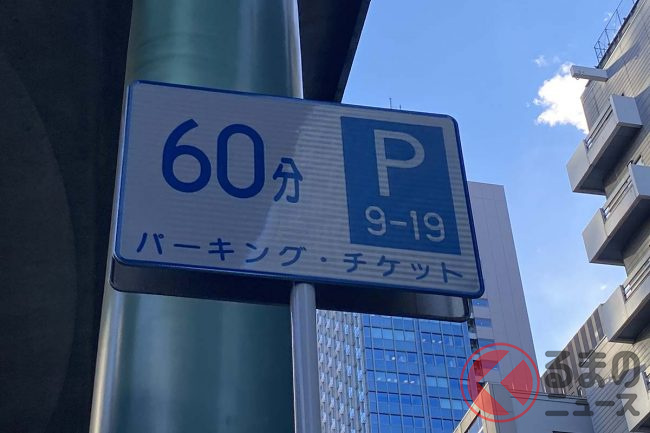 60分
P
9-19
パーキング・チケット
くるまの
ニュース